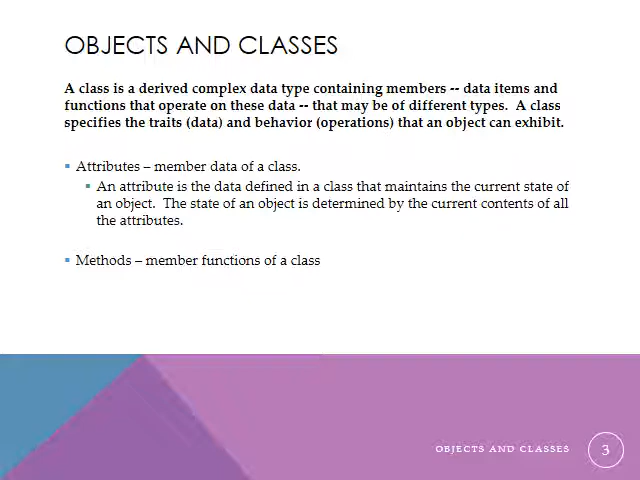 OBJECTS AND CLASSES
A class is a derived complex data type containing members -- data items and
functions that operate on these data -- that may be of different types.  A class
specifies the traits (data) and behavior (operations) that an object can exhibit.
▪ Attributes – member data of a class.
▪ An attribute is the data defined in a class that maintains the current state of
an object.  The state of an object is determined by the current contents of all
the attributes.
▪ Methods – member functions of a class
OBJECTS AND CLASSES
3